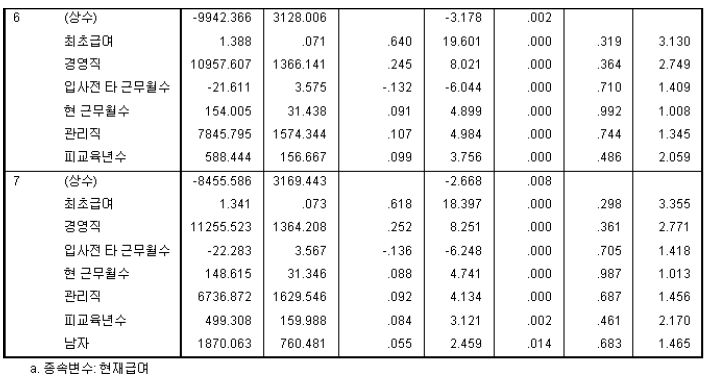 6 (상수) -9942.366 3128.006 -3.178 .002
최초급여 1.388 .071 .640 19.601 .000 .319 3.130
경영직 10957.607 1366.141 .245 8.021 .000 .364 2.749
입사전 타 근무월수 -21.611 3.575 -.132 -6.044 .000 .710 1.409
현 근무월수 154.005 31.438 .091 4.899 .000 .992 1.008
관리직 7845.795 1574.344 .107 4.984 .000 .744 1.345
피교육년수 588.444 156.667 .099 3.756 .000 .486 2.059
7 (상수) -8455.586 3169.443 -2.668 .008
최초급여 1.341 .073 .618 18.397 .000 .298 3.355
경영직 11255.523 1364.208 .252 8.251 .000 .361 2.771
입사전 타 근무월수 -22.283 3.567 -.136 -6.248 .000 .705 1.418
현 근무월수 148.615 31.346 .088 4.741 .000 .987 1.013
관리직 6736.872 1629.546 .092 4.134 .000 .687 1.456
피교육년수 499.308 159.988 .084 3.121 .002 .461 2.170
남자 1870.063 760.481 .055 2.459 .014 .683 1.465
a. 종속변수: 현재급여